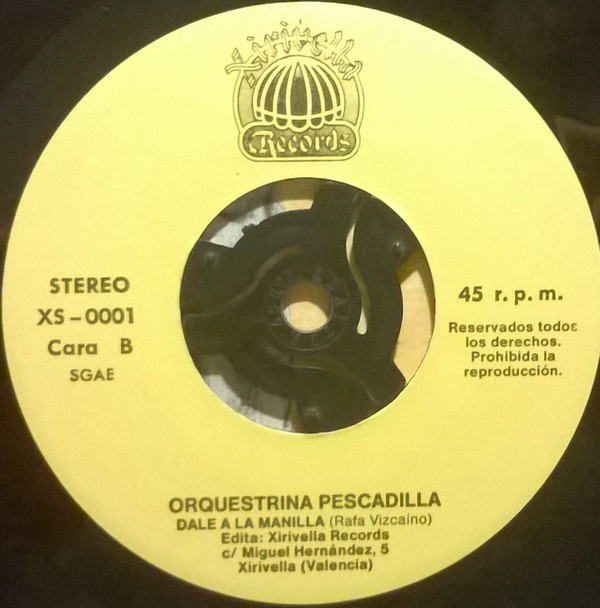 Xirivella
Records
STEREO
XS-0001
Cara B
SGAE
45 r.p.m.
Reservados todos
los derechos.
Prohibida la
reproducción.
ORQUESTRINA PESCADILLA
DALE A LA MANILLA (Rafa Vizcaino)
Edita: Xirivella Records
c/ Miguel Hernández, 5
Xirivella (Valencia)